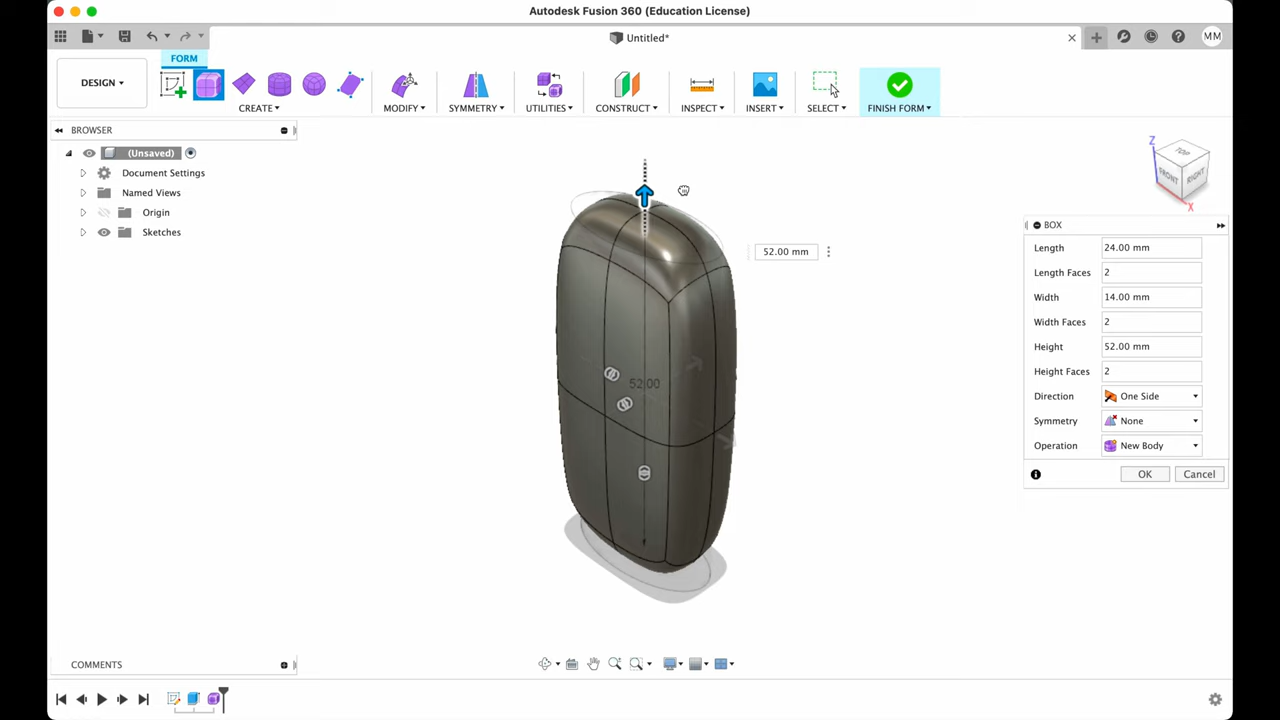 Autodesk Fusion 360 (Education License)
Untitled*
MM
FORM
DESIGN
CREATE
MODIFY
SYMMETRY
UTILITIES
CONSTRUCT
INSPECT
INSERT
SELECT
FINISH FORM
BROWSER
(Unsaved)
Document Settings
Named Views
Origin
Sketches
Z
TOP
FRONT
RIGHT
X
52.00 mm
52.00
BOX
Length 24.00 mm
Length Faces 2
Width 14.00 mm
Width Faces 2
Height 52.00 mm
Height Faces 2
Direction One Side
Symmetry None
Operation New Body
OK Cancel
COMMENTS